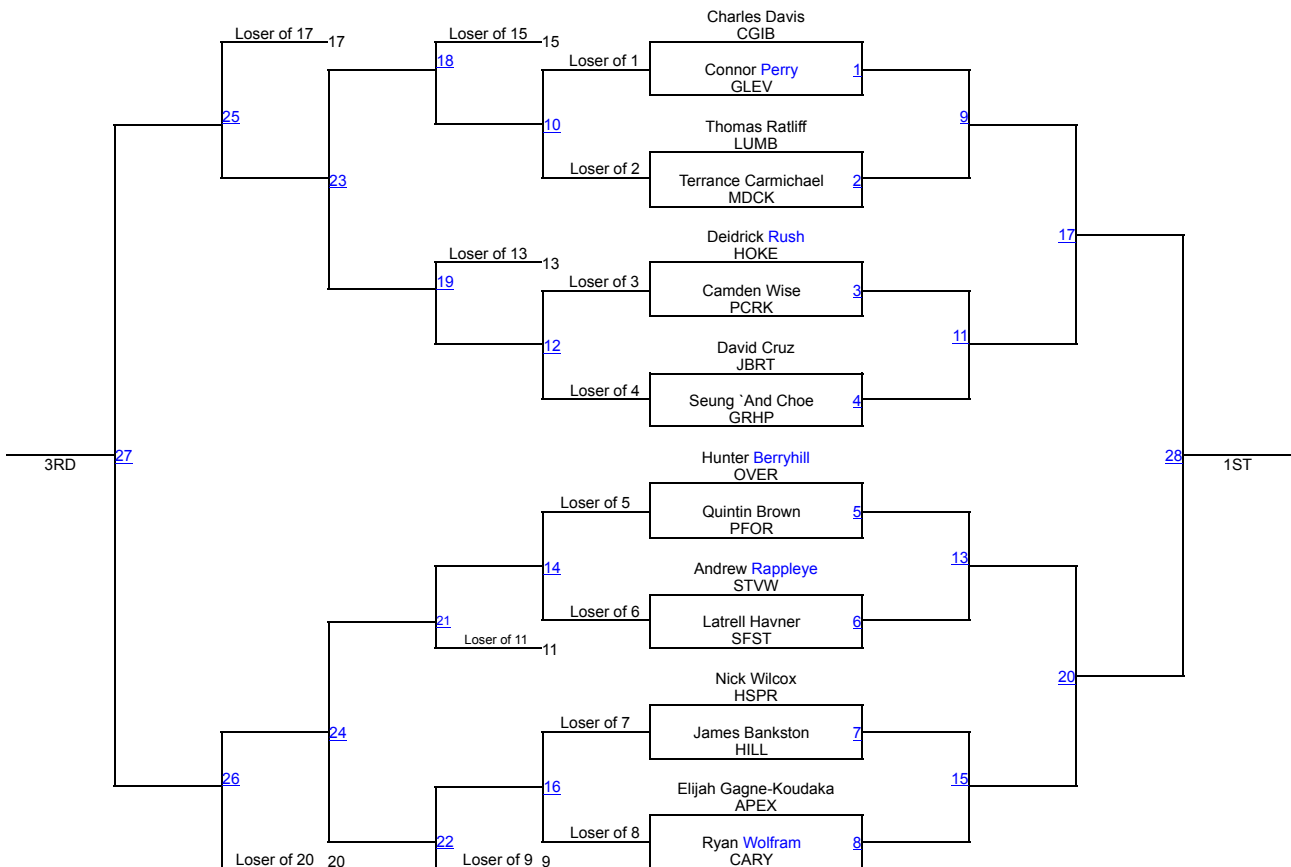 Charles Davis
Loser of 17 17
Loser of 15 15
CGIB
18
Loser of 1
Connor Perry 1
GLEV
25
10
Thomas Ratliff
9
LUMB
Loser of 2
23
Terrance Carmichael 2
MDCK
Deidrick Rush
17
HOKE
Loser of 13 13
19
Loser of 3
Camden Wise 3
PCRK
12
David Cruz
11
JBRT
Loser of 4
Seung `And Choe 4
GRHP
3RD
27
Hunter Berryhill
28
1ST
OVER
Loser of 5
Quintin Brown 5
PFOR
14
Andrew Rappleye
13
STVW
Loser of 6
21
Latrell Havner 6
SFST
Loser of 11 11
Nick Wilcox
20
HSPR
Loser of 7
24
James Bankston 7
HILL
26
16
Elijah Gagne-Koudaka
15
APEX
Loser of 8
22
Ryan Wolfram 8
CARY
Loser of 20 20
Loser of 9 9